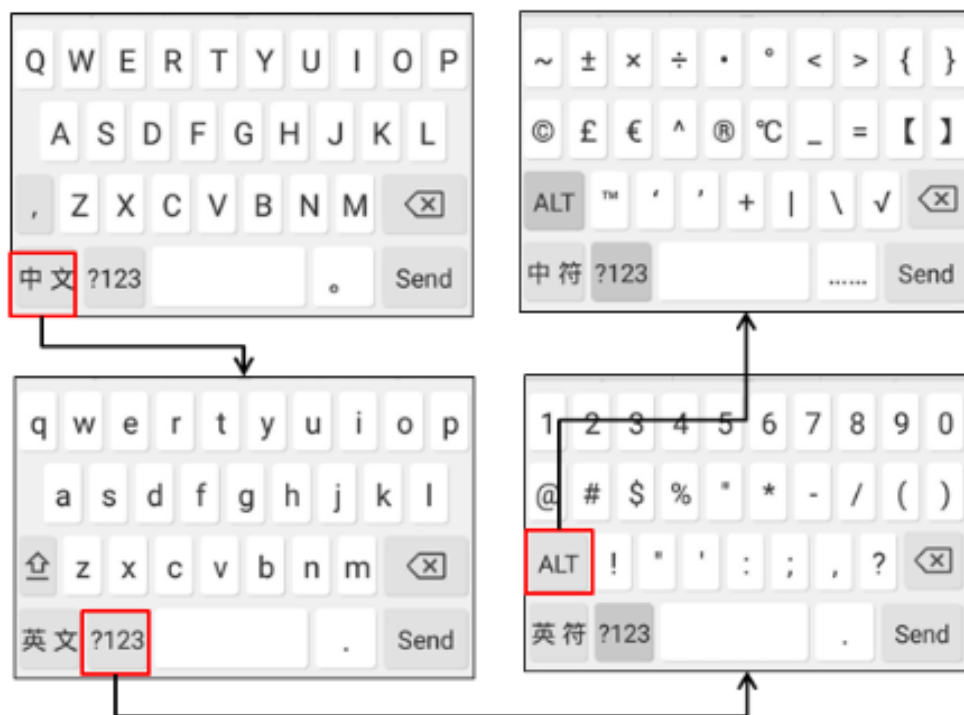 Q W E R T Y U I O P
A S D F G H J K L
, Z X C V B N M
中文 ?123 。 Send
~ ± × ÷ · ° < > { }
© £ € ^ ® ℃ _ = 【 】
ALT ™ ‘ ’ + | \ √
中符 ?123 …… Send
q w e r t y u i o p
a s d f g h j k l
z x c v b n m
英文 ?123 . Send
1 2 3 4 5 6 7 8 9 0
@ # $ % " * - / ( )
ALT ! " ' : ; , ?
英符 ?123 . Send